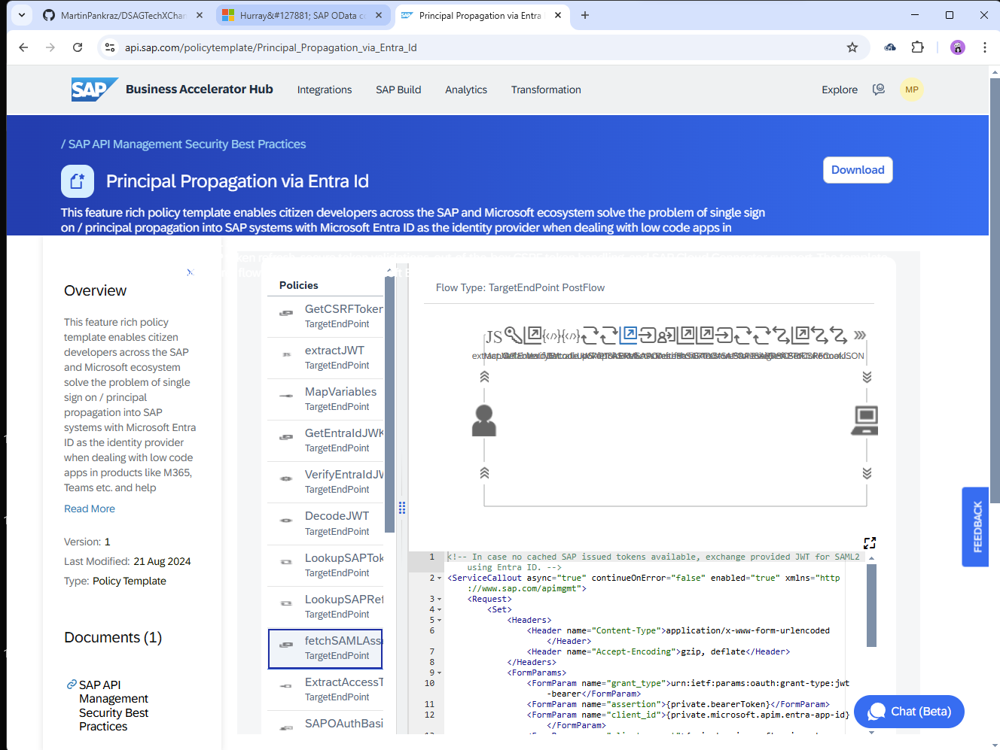 MartinPankraz/DSAGTechXChan
Hurray&#127881; SAP OData c
Principal Propagation via Entra
api.sap.com/policytemplate/Principal_Propagation_via_Entra_Id
SAP Business Accelerator Hub
Integrations
SAP Build
Analytics
Transformation
Explore
MP
/ SAP API Management Security Best Practices
Principal Propagation via Entra Id
Download
This feature rich policy template enables citizen developers across the SAP and Microsoft ecosystem solve the problem of single sign
on / principal propagation into SAP systems with Microsoft Entra ID as the identity provider when dealing with low code apps in
Overview
This feature rich policy
template enables citizen
developers across the SAP
and Microsoft ecosystem
solve the problem of single
sign on / principal
propagation into SAP
systems with Microsoft Entra
ID as the identity provider
when dealing with low code
apps in products like M365,
Teams etc. and help
Read More
Version: 1
Last Modified: 21 Aug 2024
Type: Policy Template
Documents (1)
SAP API
Management
Security Best
Practices
Policies
GetCSRFToken
TargetEndPoint
extractJWT
TargetEndPoint
MapVariables
TargetEndPoint
GetEntraIdJWK
TargetEndPoint
VerifyEntraIdJW
TargetEndPoint
DecodeJWT
TargetEndPoint
LookupSAPTok
TargetEndPoint
LookupSAPRef
TargetEndPoint
fetchSAMLAss
TargetEndPoint
ExtractAccessT
TargetEndPoint
SAPOAuthBasi
Flow Type: TargetEndPoint PostFlow
JS
1 <!-- In case no cached SAP issued tokens available, exchange provided JWT for SAML2
using Entra ID. -->
2 <ServiceCallout async="true" continueOnError="false" enabled="true" xmlns="http
://www.sap.com/apimgmt">
3 <Request>
4 <Set>
5 <Headers>
6 <Header name="Content-Type">application/x-www-form-urlencoded
</Header>
7 <Header name="Accept-Encoding">gzip, deflate</Header>
8 </Headers>
9 <FormParams>
10 <FormParam name="grant_type">urn:ietf:params:oauth:grant-type:jwt
-bearer</FormParam>
11 <FormParam name="assertion">{private.bearerToken}</FormParam>
12 <FormParam name="client_id">{private.microsoft.apim.entra-app-id}
</FormParam>
FEEDBACK
Chat (Beta)